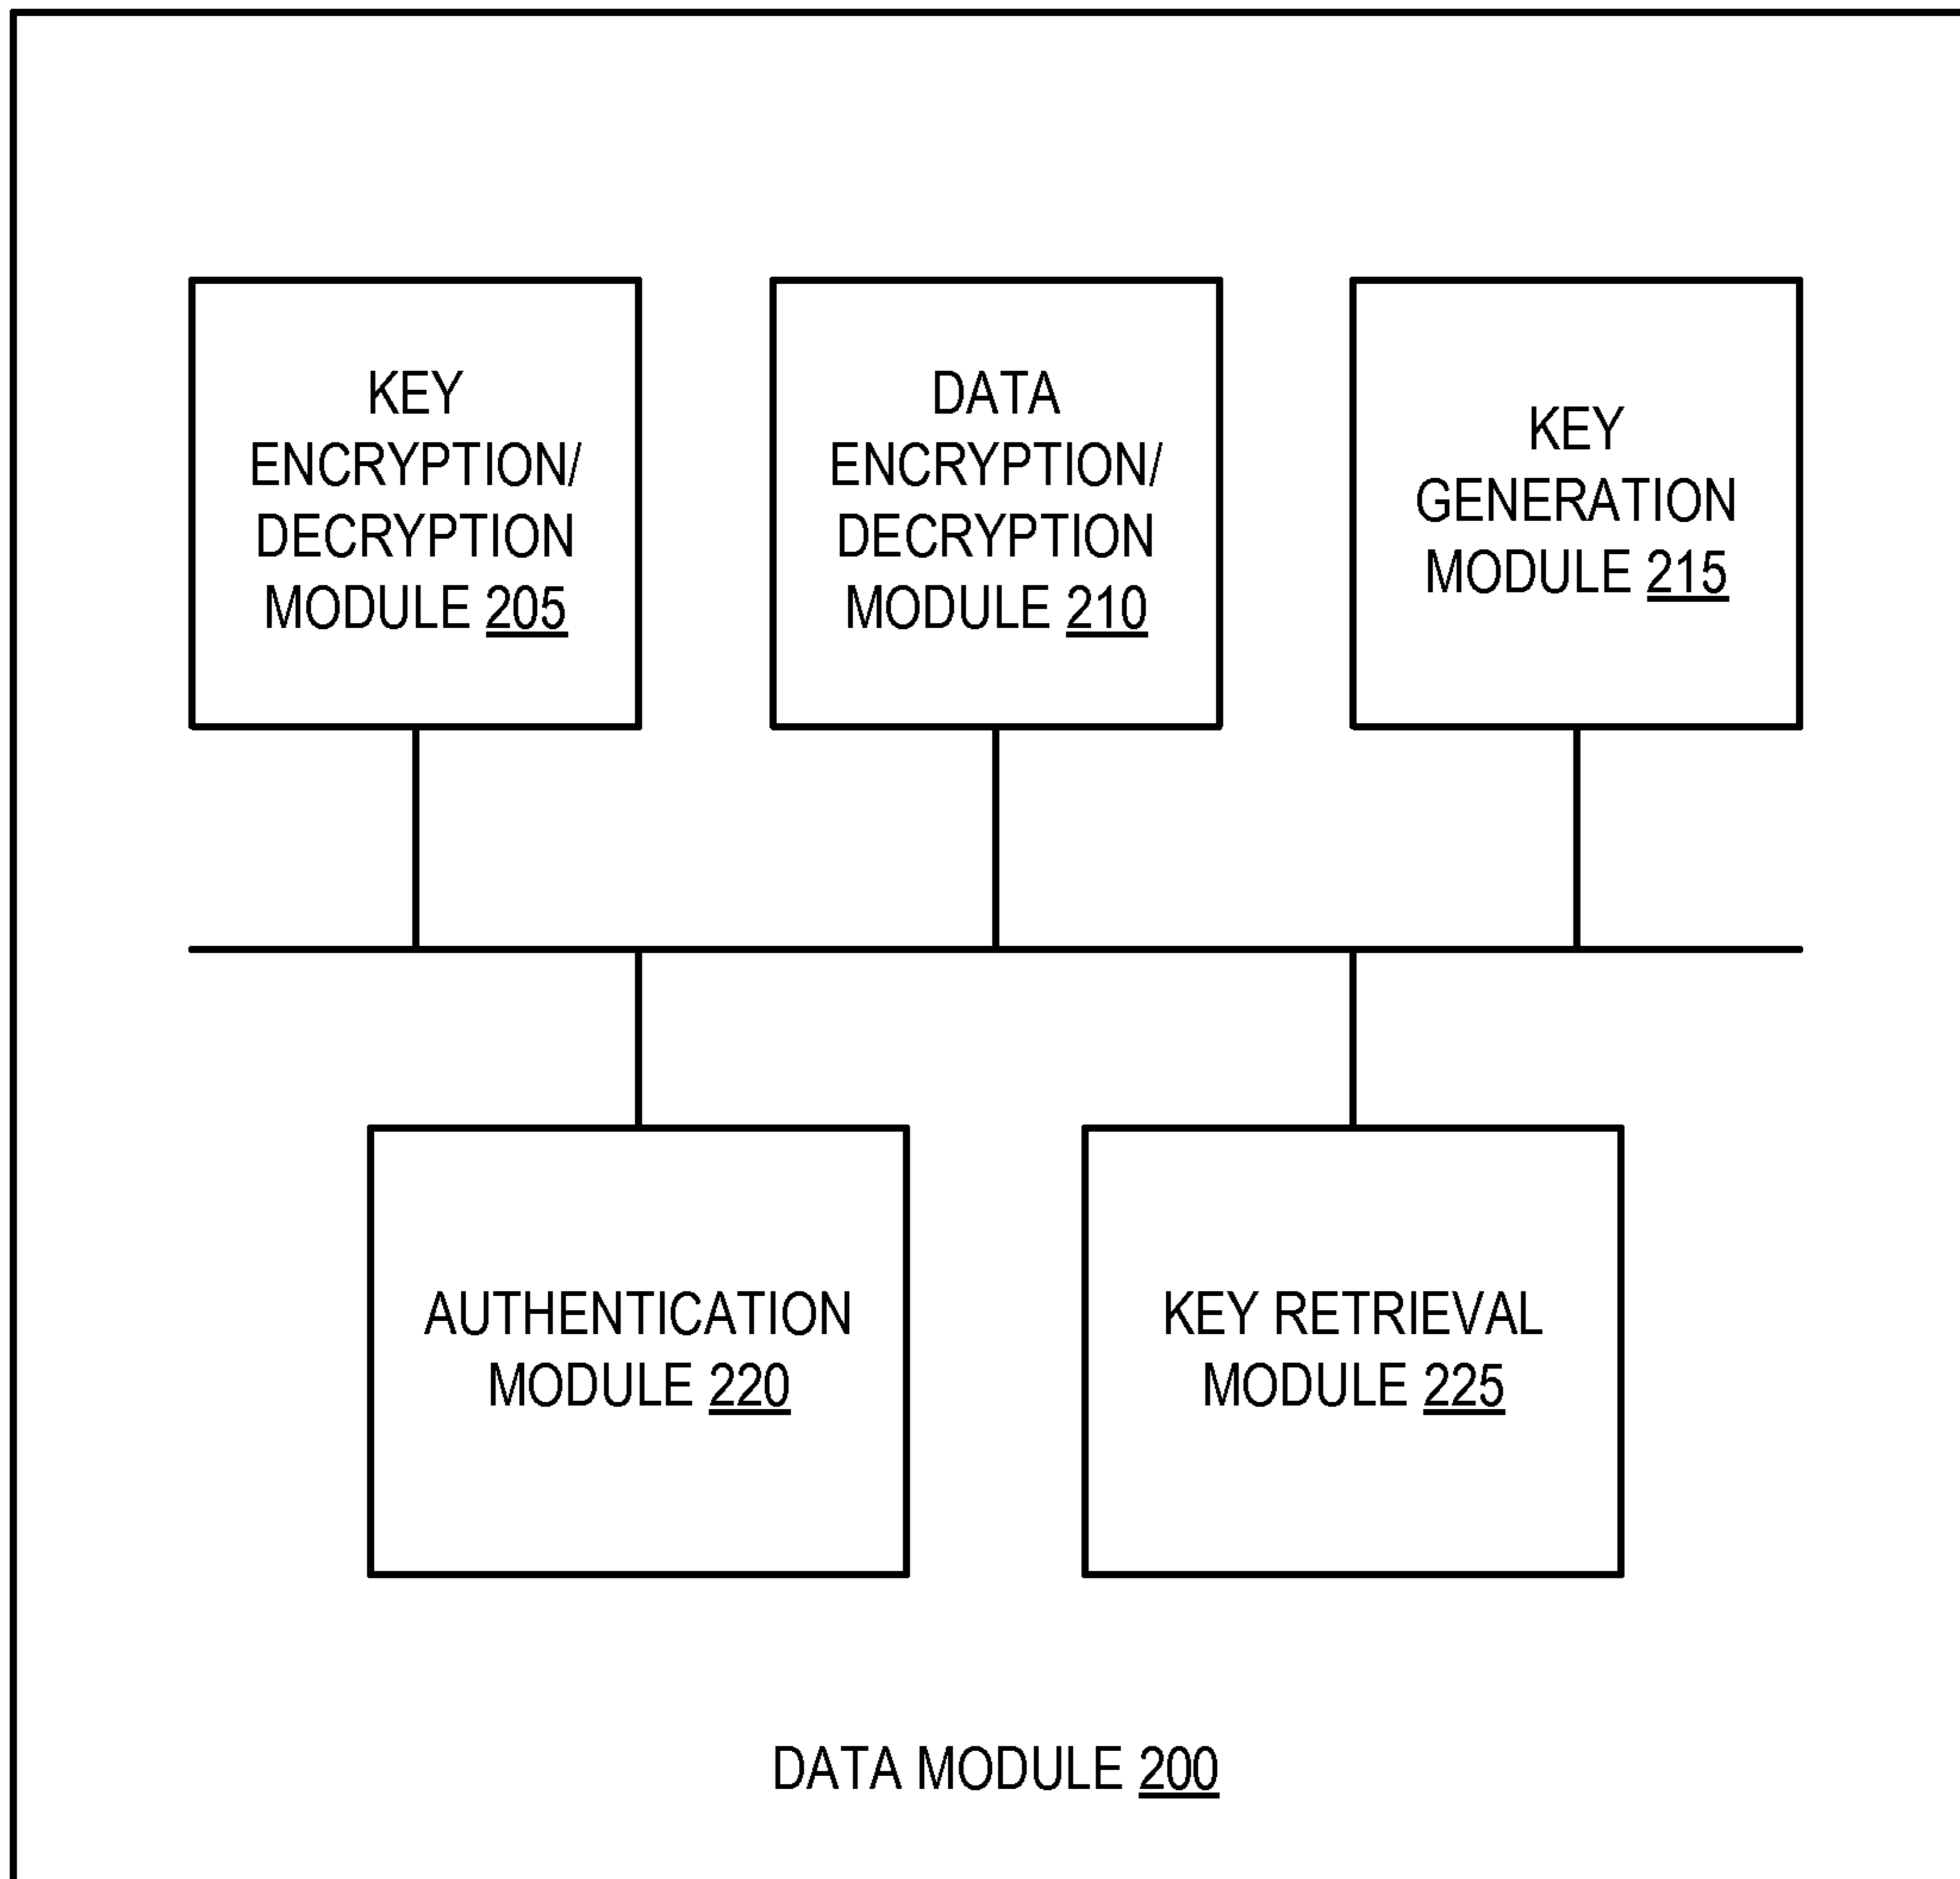 KEY
ENCRYPTION/
DECRYPTION
MODULE 205
DATA
ENCRYPTION/
DECRYPTION
MODULE 210
KEY
GENERATION
MODULE 215
AUTHENTICATION
MODULE 220
KEY RETRIEVAL
MODULE 225
DATA MODULE 200